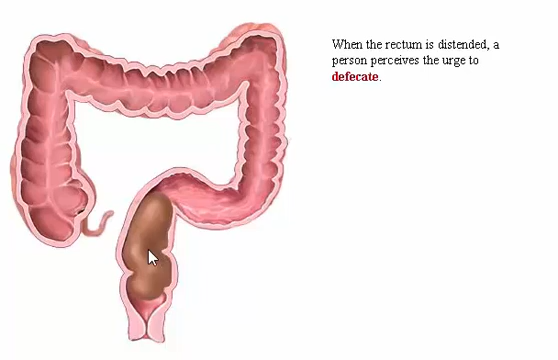 When the rectum is distended, a
person perceives the urge to
defecate.